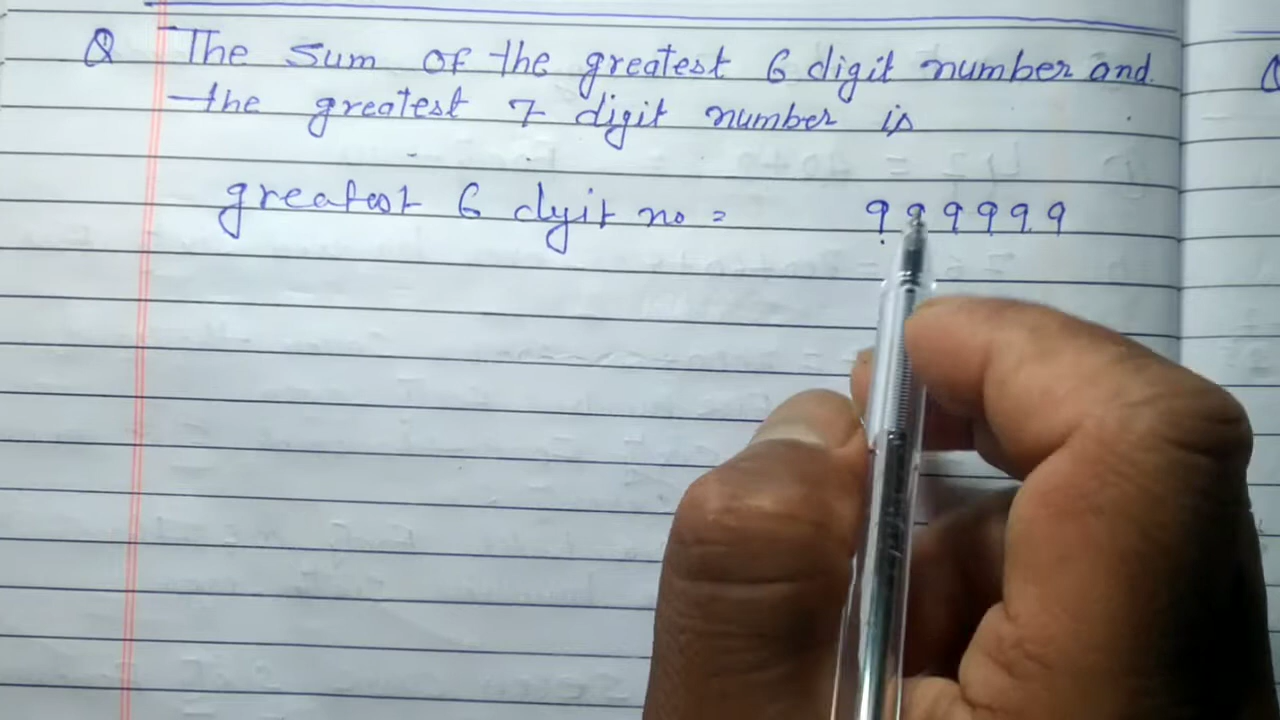 Q The Sum of the greatest 6 digit number and
the greatest 7 digit number is
greatest 6 dyit no = 999999